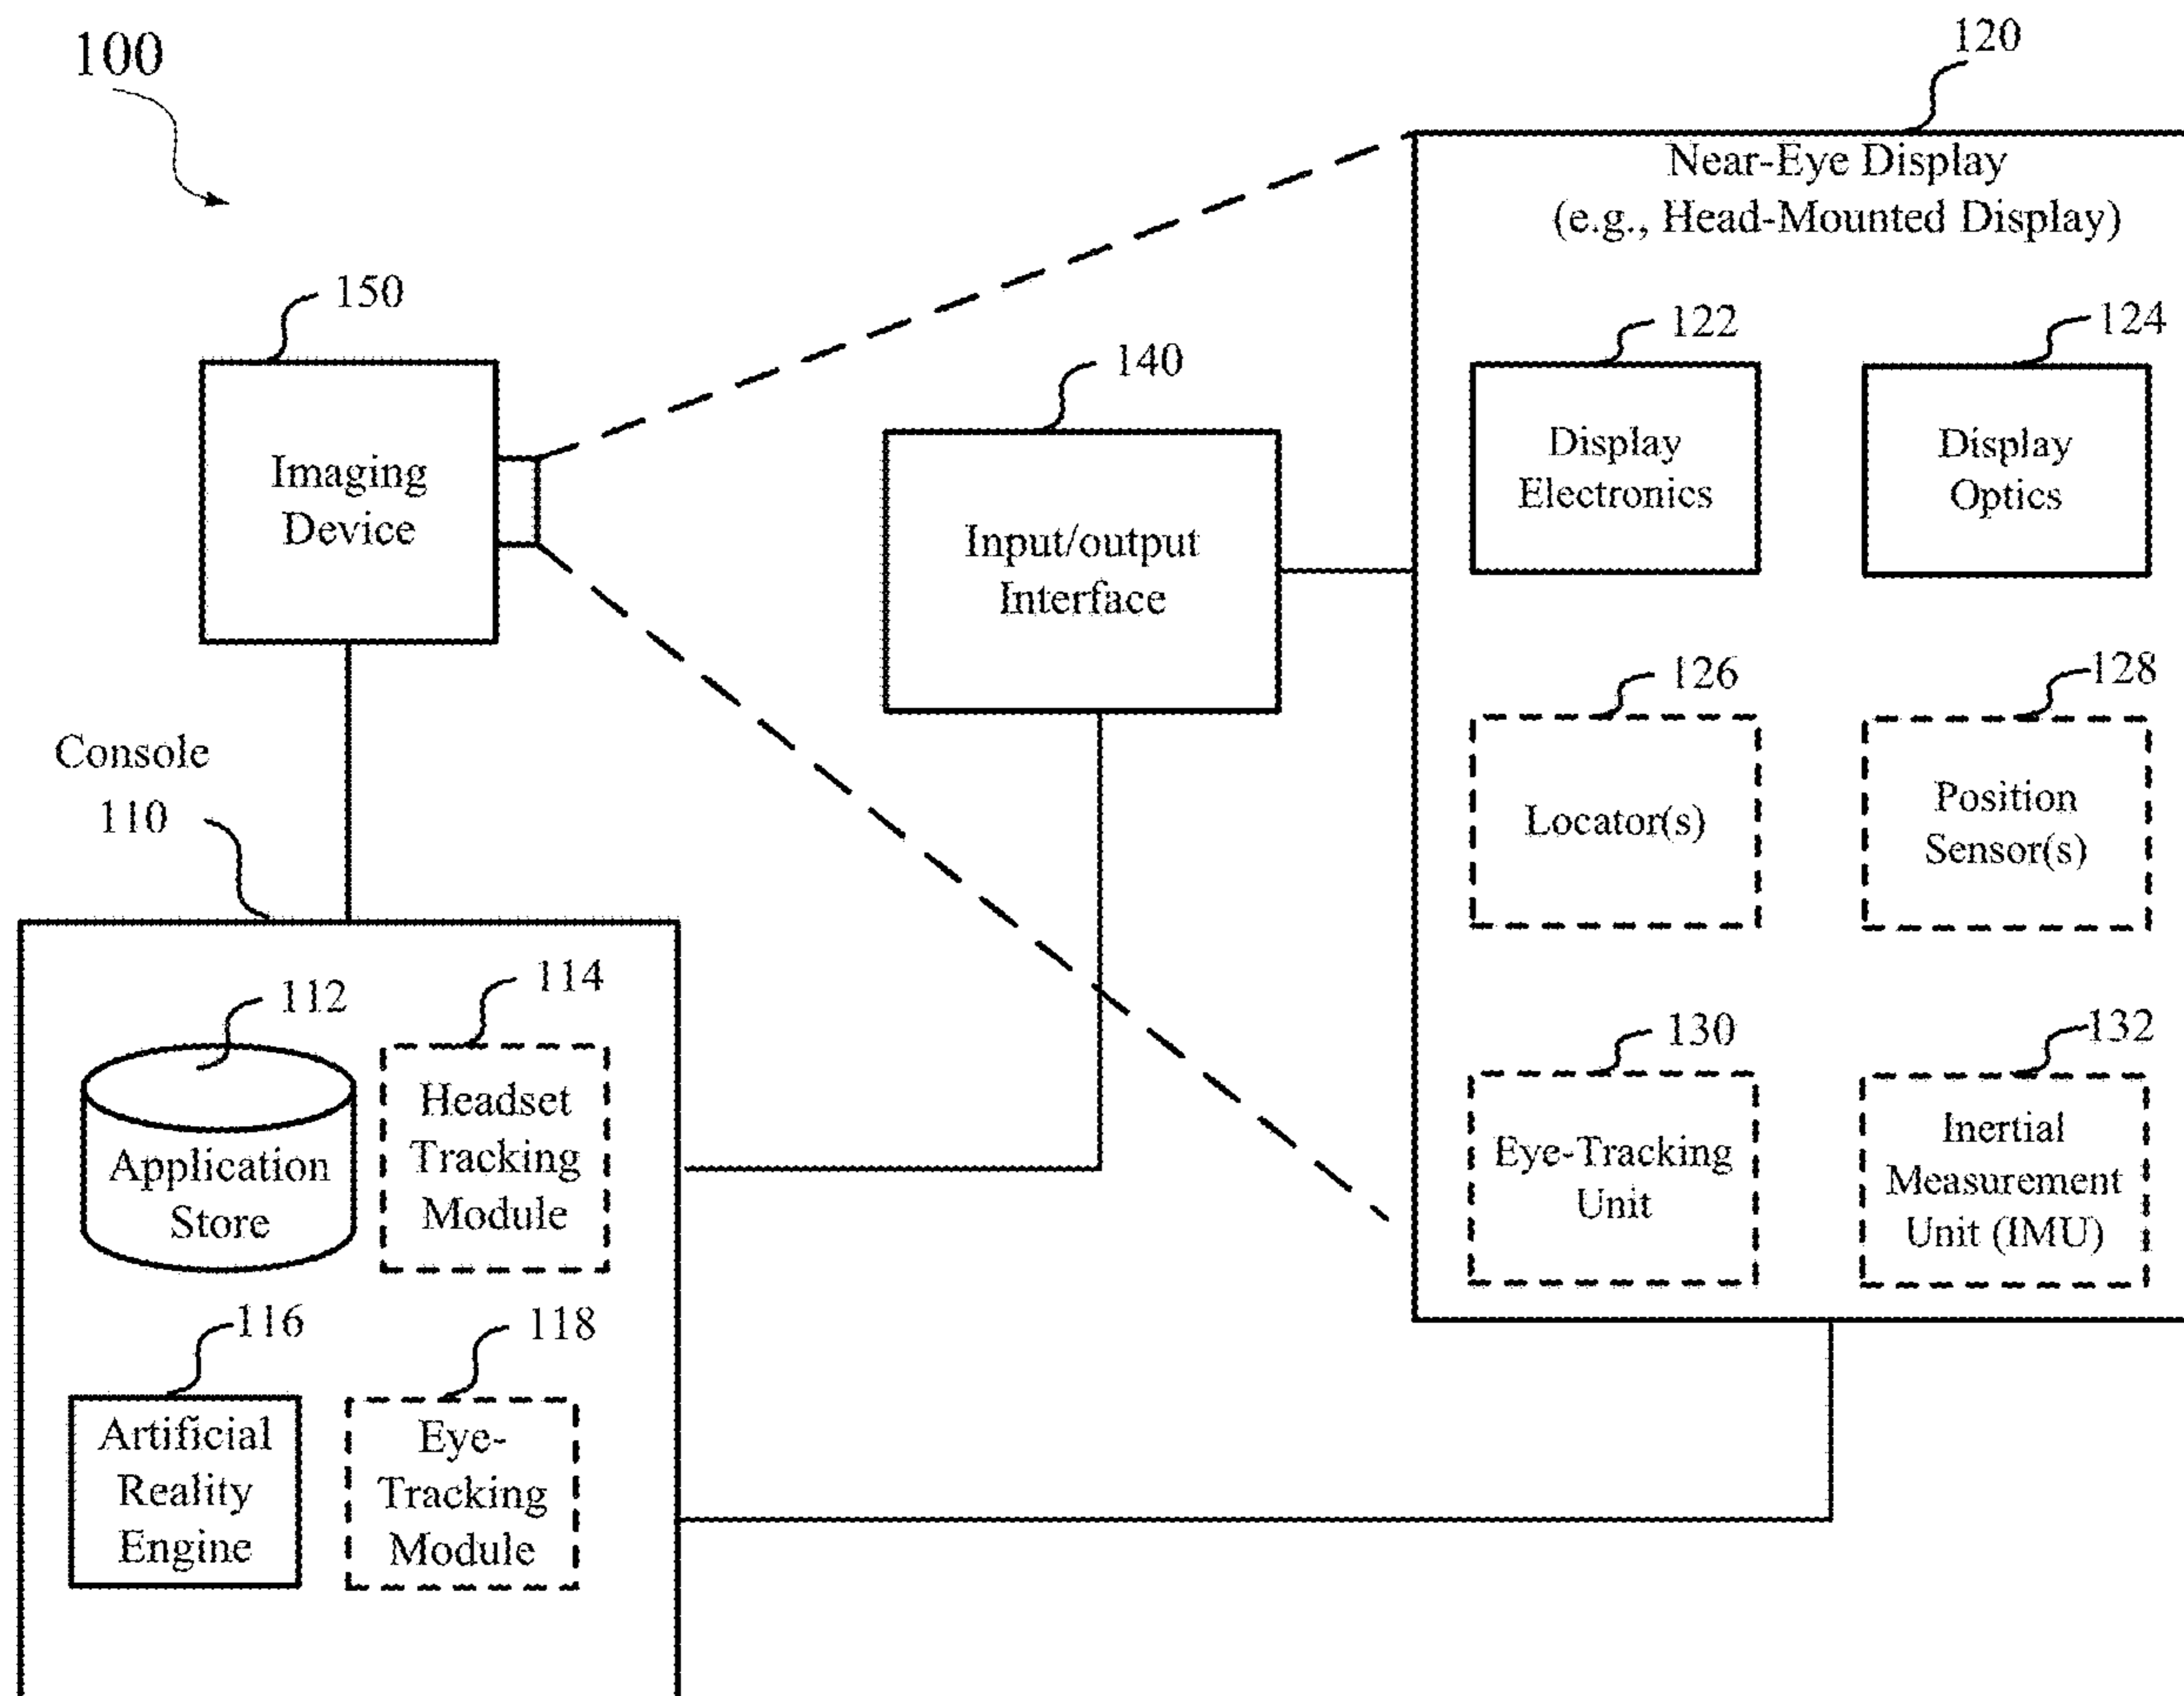 100
120
Near-Eye Display
(e.g., Head-Mounted Display)
150
Imaging
Device
140
Input/output
Interface
122
Display
Electronics
124
Display
Optics
126
Locator(s)
128
Position
Sensor(s)
130
Eye-Tracking
Unit
132
Inertial
Measurement
Unit (IMU)
Console
110
112
Application
Store
114
Headset
Tracking
Module
116
Artificial
Reality
Engine
118
Eye-
Tracking
Module